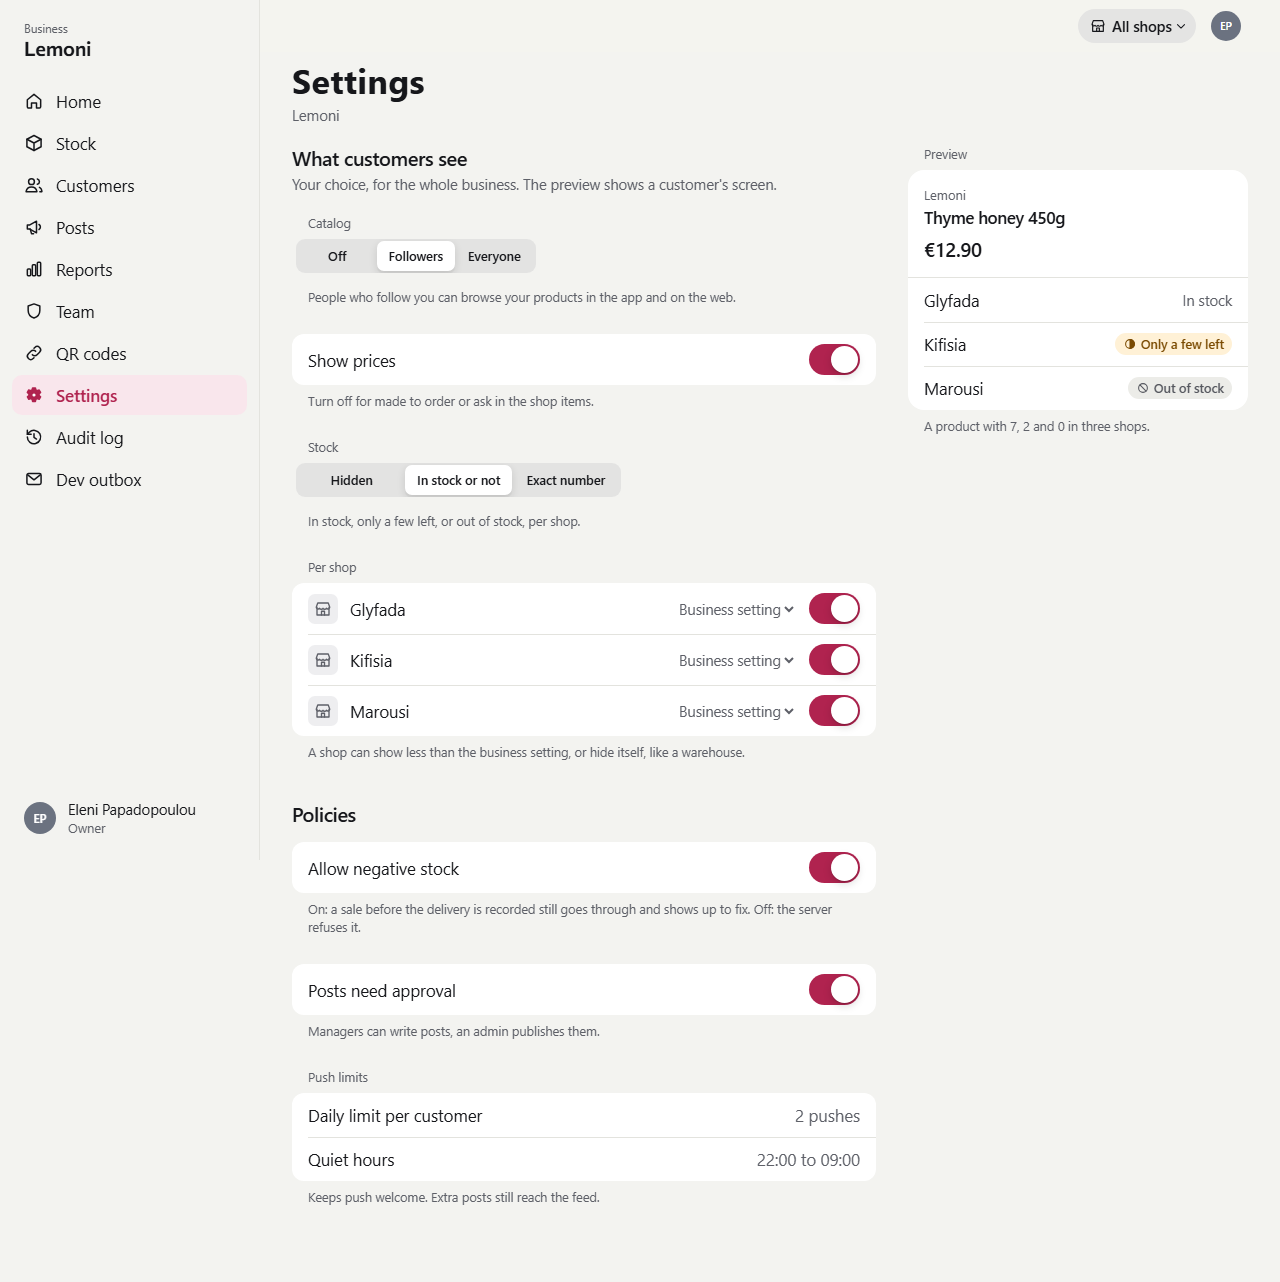 Business
Lemoni
Home
Stock
Customers
Posts
Reports
Team
QR codes
Settings
Audit log
Dev outbox
EP
Eleni Papadopoulou
Owner
All shops
EP
Settings
Lemoni
What customers see
Your choice, for the whole business. The preview shows a customer's screen.
Catalog
Off Followers Everyone
People who follow you can browse your products in the app and on the web.
Show prices
Turn off for made to order or ask in the shop items.
Stock
Hidden In stock or not Exact number
In stock, only a few left, or out of stock, per shop.
Per shop
Glyfada Business setting
Kifisia Business setting
Marousi Business setting
A shop can show less than the business setting, or hide itself, like a warehouse.
Policies
Allow negative stock
On: a sale before the delivery is recorded still goes through and shows up to fix. Off: the server
refuses it.
Posts need approval
Managers can write posts, an admin publishes them.
Push limits
Daily limit per customer 2 pushes
Quiet hours 22:00 to 09:00
Keeps push welcome. Extra posts still reach the feed.
Preview
Lemoni
Thyme honey 450g
€12.90
Glyfada In stock
Kifisia Only a few left
Marousi Out of stock
A product with 7, 2 and 0 in three shops.